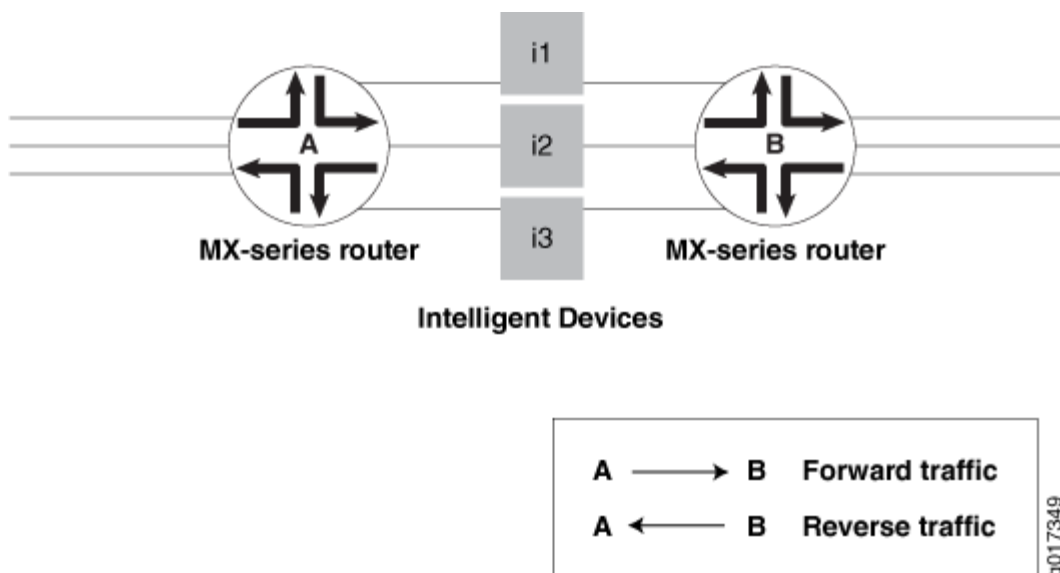 i1
A
i2
B
i3
MX-series router
MX-series router
Intelligent Devices
A B Forward traffic
A B Reverse traffic
g017349